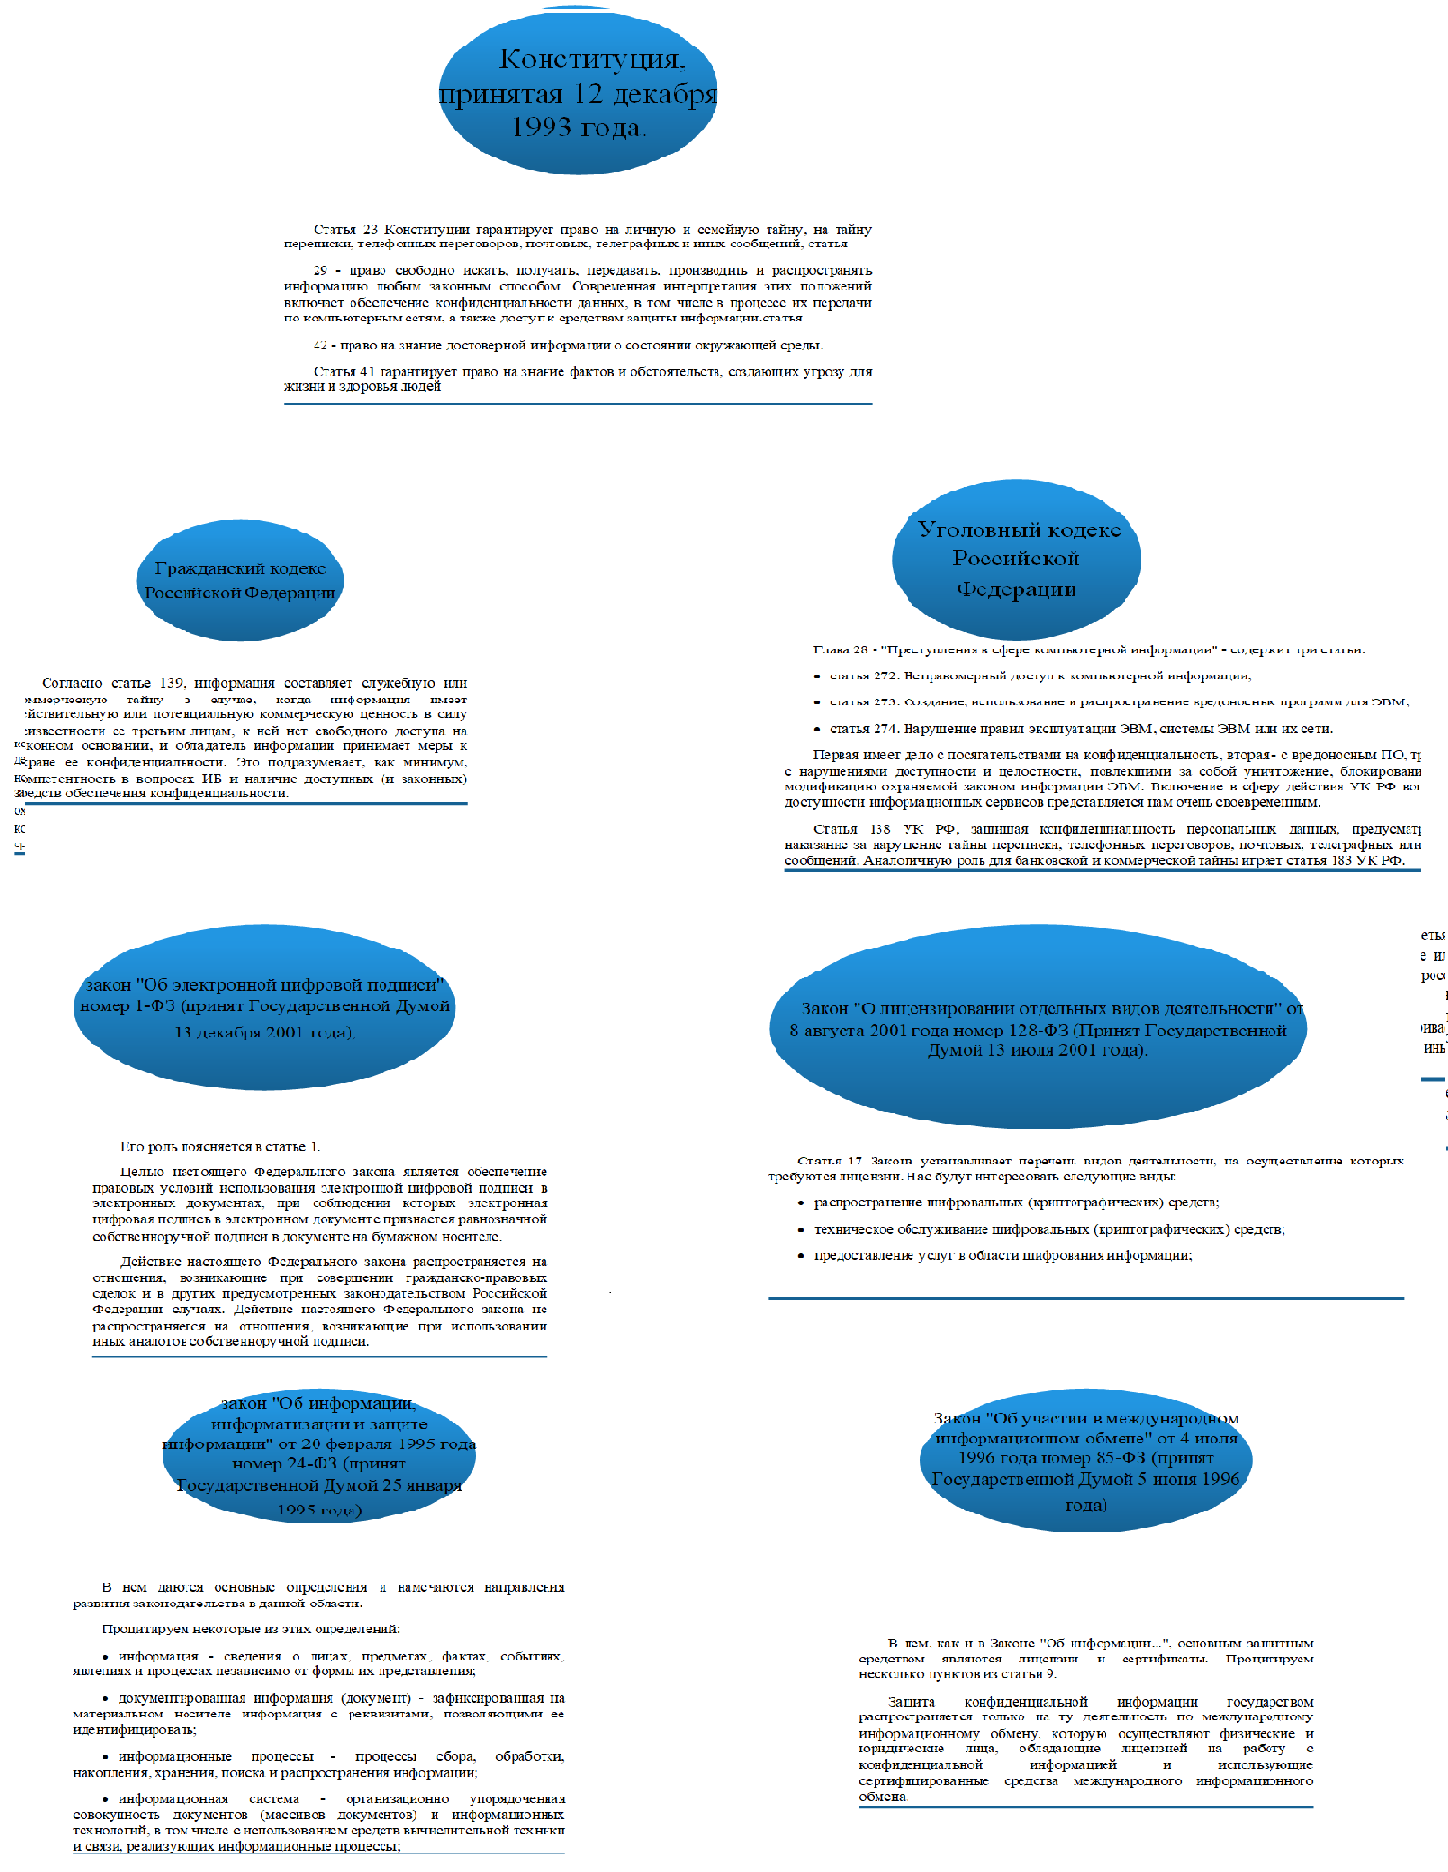 Конституция,
принятая 12 декабря
1993 года.
Статья 23 Конституции гарантирует право на личную и семейную тайну, на тайну
переписки, телефонных переговоров, почтовых, телеграфных и иных сообщений, статья
29 - право свободно искать, получать, передавать, производить и распространять
информацию любым законным способом. Современная интерпретация этих положений
включает обеспечение конфиденциальности данных, в том числе в процессе их передачи
по компьютерным сетям, а также доступ к средствам защиты информации.статья
42 - право на знание достоверной информации о состоянии окружающей среды.
Статья 41 гарантирует право на знание фактов и обстоятельств, создающих угрозу для
жизни и здоровья людей
Гражданский кодекс
Российской Федерации
Согласно статье 139, информация составляет служебную или
ммерческую тайну в случае, когда информация имеет
йствительную или потенциальную коммерческую ценность в силу
известности ее третьим лицам, к ней нет свободного доступа на
конном основании, и обладатель информации принимает меры к
ране ее конфиденциальности. Это подразумевает, как минимум,
мпетентность в вопросах ИБ и наличие доступных (и законных)
едств обеспечения конфиденциальности.
Уголовный кодекс
Российской
Федерации
Глава 28 - "Преступления в сфере компьютерной информации" - содержит три статьи:
• статья 272. Неправомерный доступ к компьютерной информации;
• статья 273. Создание, использование и распространение вредоносных программ для ЭВМ;
• статья 274. Нарушение правил эксплуатации ЭВМ, системы ЭВМ или их сети.
Первая имеет дело с посягательствами на конфиденциальность, вторая - с вредоносным ПО, тр
с нарушениями доступности и целостности, повлекшими за собой уничтожение, блокировани
модификацию охраняемой законом информации ЭВМ. Включение в сферу действия УК РФ воп
доступности информационных сервисов представляется нам очень своевременным.
Статья 138 УК РФ, защищая конфиденциальность персональных данных, предусматр
наказание за нарушение тайны переписки, телефонных переговоров, почтовых, телеграфных или
сообщений. Аналогичную роль для банковской и коммерческой тайны играет статья 183 УК РФ.
закон "Об электронной цифровой подписи"
номер 1-ФЗ (принят Государственной Думой
13 декабря 2001 года),
Его роль поясняется в статье 1.
Целью настоящего Федерального закона является обеспечение
правовых условий использования электронной цифровой подписи в
электронных документах, при соблюдении которых электронная
цифровая подпись в электронном документе признается равнозначной
собственноручной подписи в документе на бумажном носителе.
Действие настоящего Федерального закона распространяется на
отношения, возникающие при совершении гражданско-правовых
сделок и в других предусмотренных законодательством Российской
Федерации случаях. Действие настоящего Федерального закона не
распространяется на отношения, возникающие при использовании
иных аналогов собственноручной подписи.
Закон "О лицензировании отдельных видов деятельности" от
8 августа 2001 года номер 128-ФЗ (Принят Государственной
Думой 13 июля 2001 года).
Статья 17 Закона устанавливает перечень видов деятельности, на осуществление которых
требуются лицензии. Нас будут интересовать следующие виды:
• распространение шифровальных (криптографических) средств;
• техническое обслуживание шифровальных (криптографических) средств;
• предоставление услуг в области шифрования информации;
закон "Об информации,
информатизации и защите
информации" от 20 февраля 1995 года
номер 24-ФЗ (принят
Государственной Думой 25 января
1995 года)
В нем даются основные определения и намечаются направления
развития законодательства в данной области.
Процитируем некоторые из этих определений:
• информация - сведения о лицах, предметах, фактах, событиях,
явлениях и процессах независимо от формы их представления;
• документированная информация (документ) - зафиксированная на
материальном носителе информация с реквизитами, позволяющими ее
идентифицировать;
• информационные процессы - процессы сбора, обработки,
накопления, хранения, поиска и распространения информации;
• информационная система - организационно упорядоченная
совокупность документов (массивов документов) и информационных
технологий, в том числе с использованием средств вычислительной техники
и связи, реализующих информационные процессы;
Закон "Об участии в международном
информационном обмене" от 4 июля
1996 года номер 85-ФЗ (принят
Государственной Думой 5 июня 1996
года)
В нем, как и в Законе "Об информации...", основным защитным
средством являются лицензии и сертификаты. Процитируем
несколько пунктов из статьи 9.
Защита конфиденциальной информации государством
распространяется только на ту деятельность по международному
информационному обмену, которую осуществляют физические и
юридические лица, обладающие лицензией на работу с
конфиденциальной информацией и использующие
сертифицированные средства международного информационного
обмена.